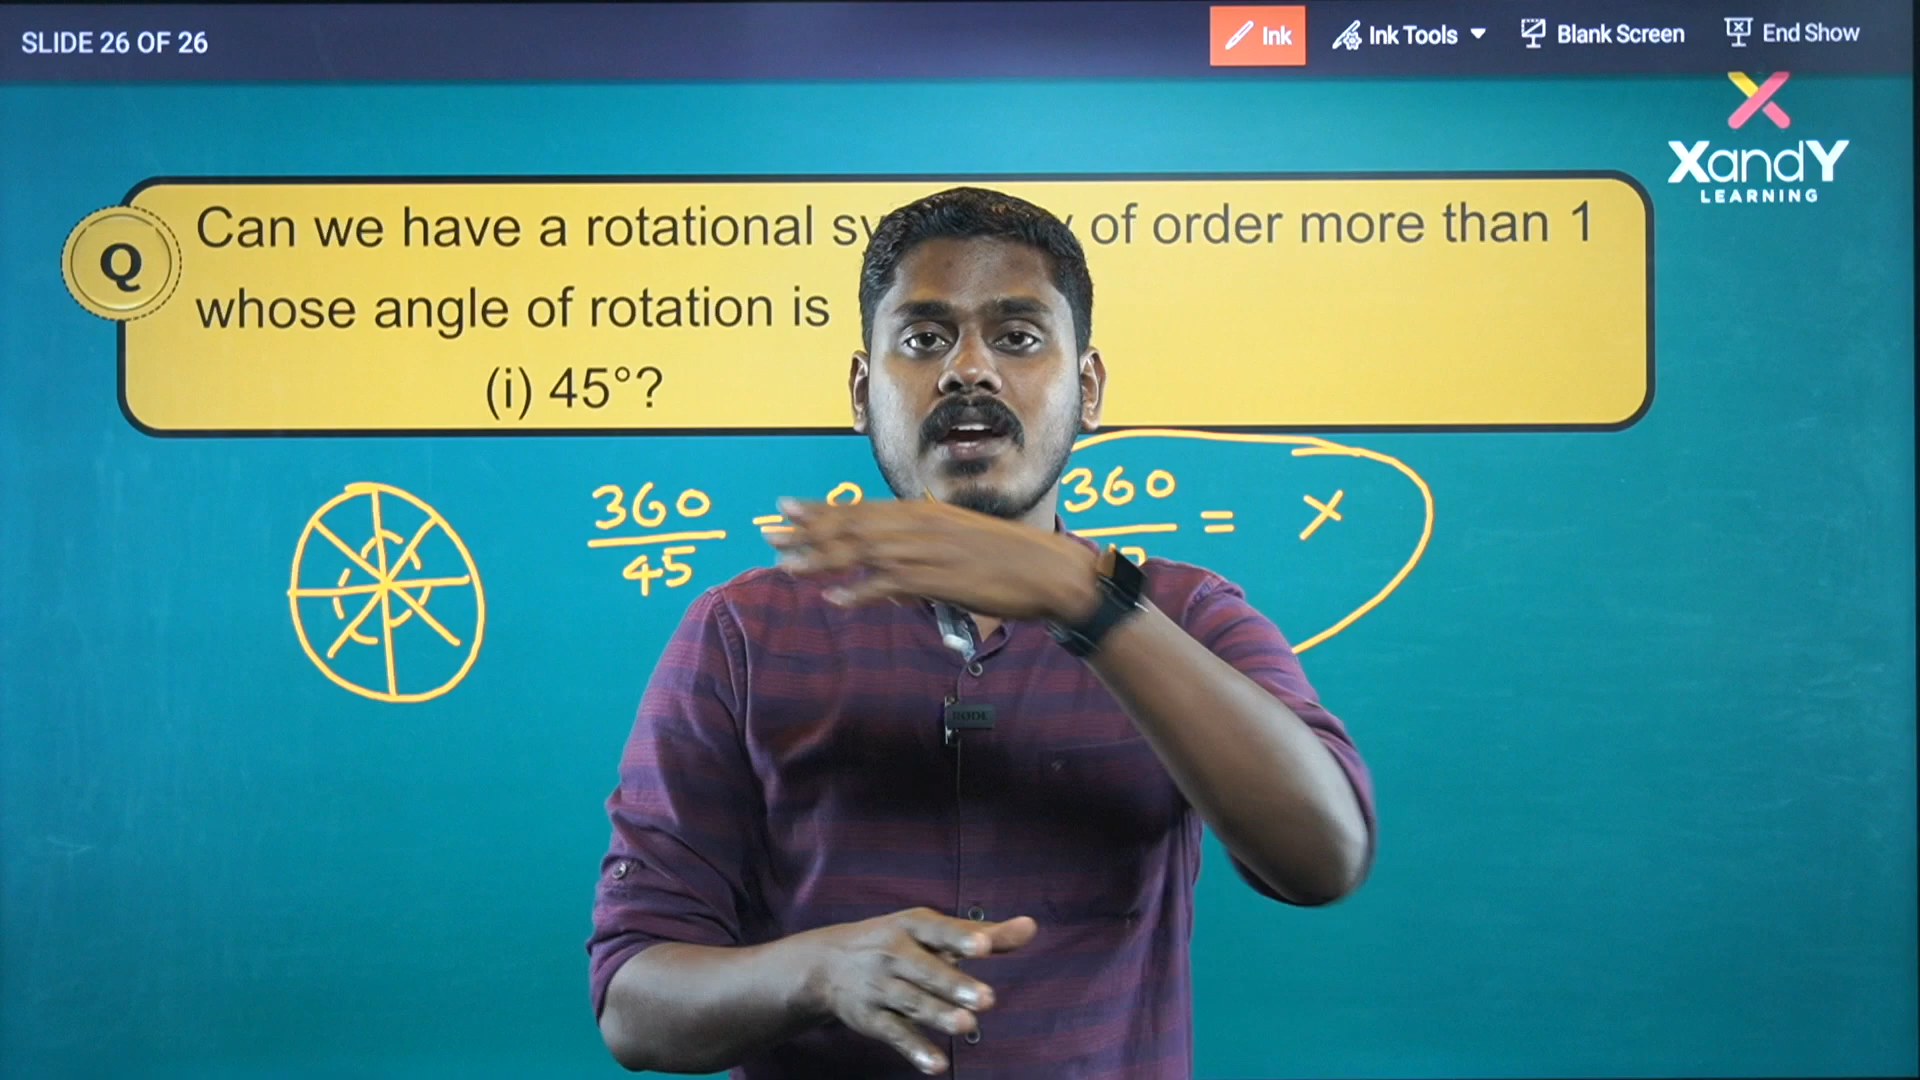 SLIDE 26 OF 26
Ink
Ink Tools
Blank Screen
End Show
XandY
LEARNING
Q
Can we have a rotational of order more than 1
whose angle of rotation is
(i) 45°?
360
45
=
360
=
×
RØDE